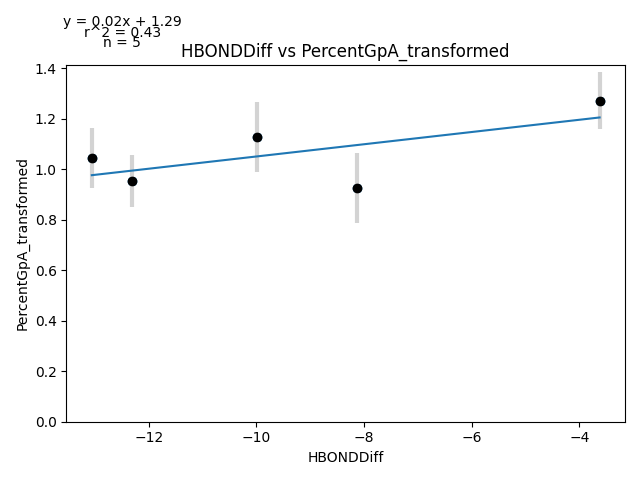 y = 0.02x + 1.29
r^2 = 0.43
n = 5
HBONDDiff vs PercentGpA_transformed
PercentGpA_transformed
1.4
1.2
1.0
0.8
0.6
0.4
0.2
0.0
−12
−10
−8
−6
−4
HBONDDiff